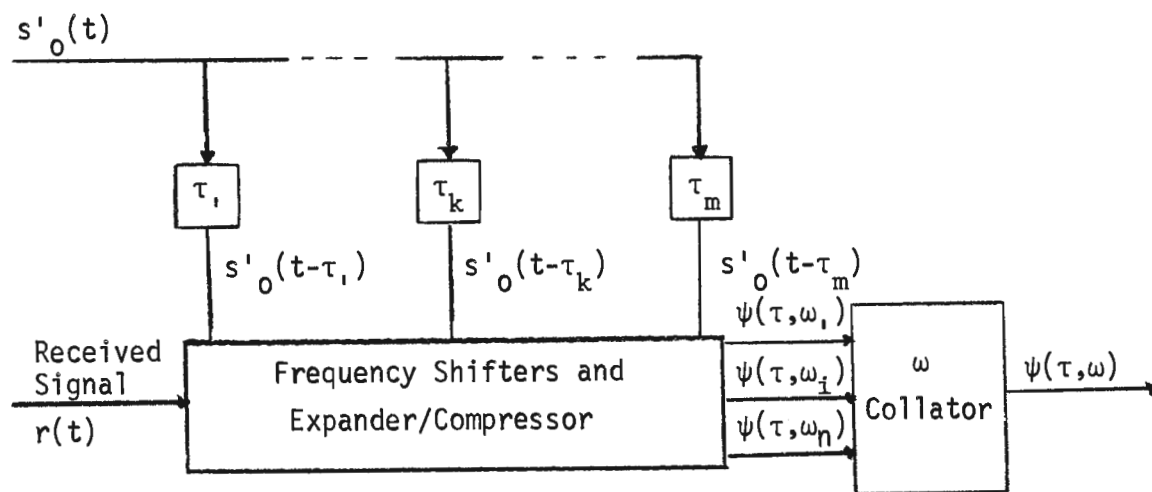 s'ₒ(t)
τ₁ τₖ τₘ
s'ₒ(t-τ₁) s'ₒ(t-τₖ) s'ₒ(t-τₘ)
Received
Signal
r(t)
Frequency Shifters and
Expander/Compressor
ψ(τ,ω₁)
ψ(τ,ωᵢ)
ψ(τ,ωₙ)
ω
Collator
ψ(τ,ω)